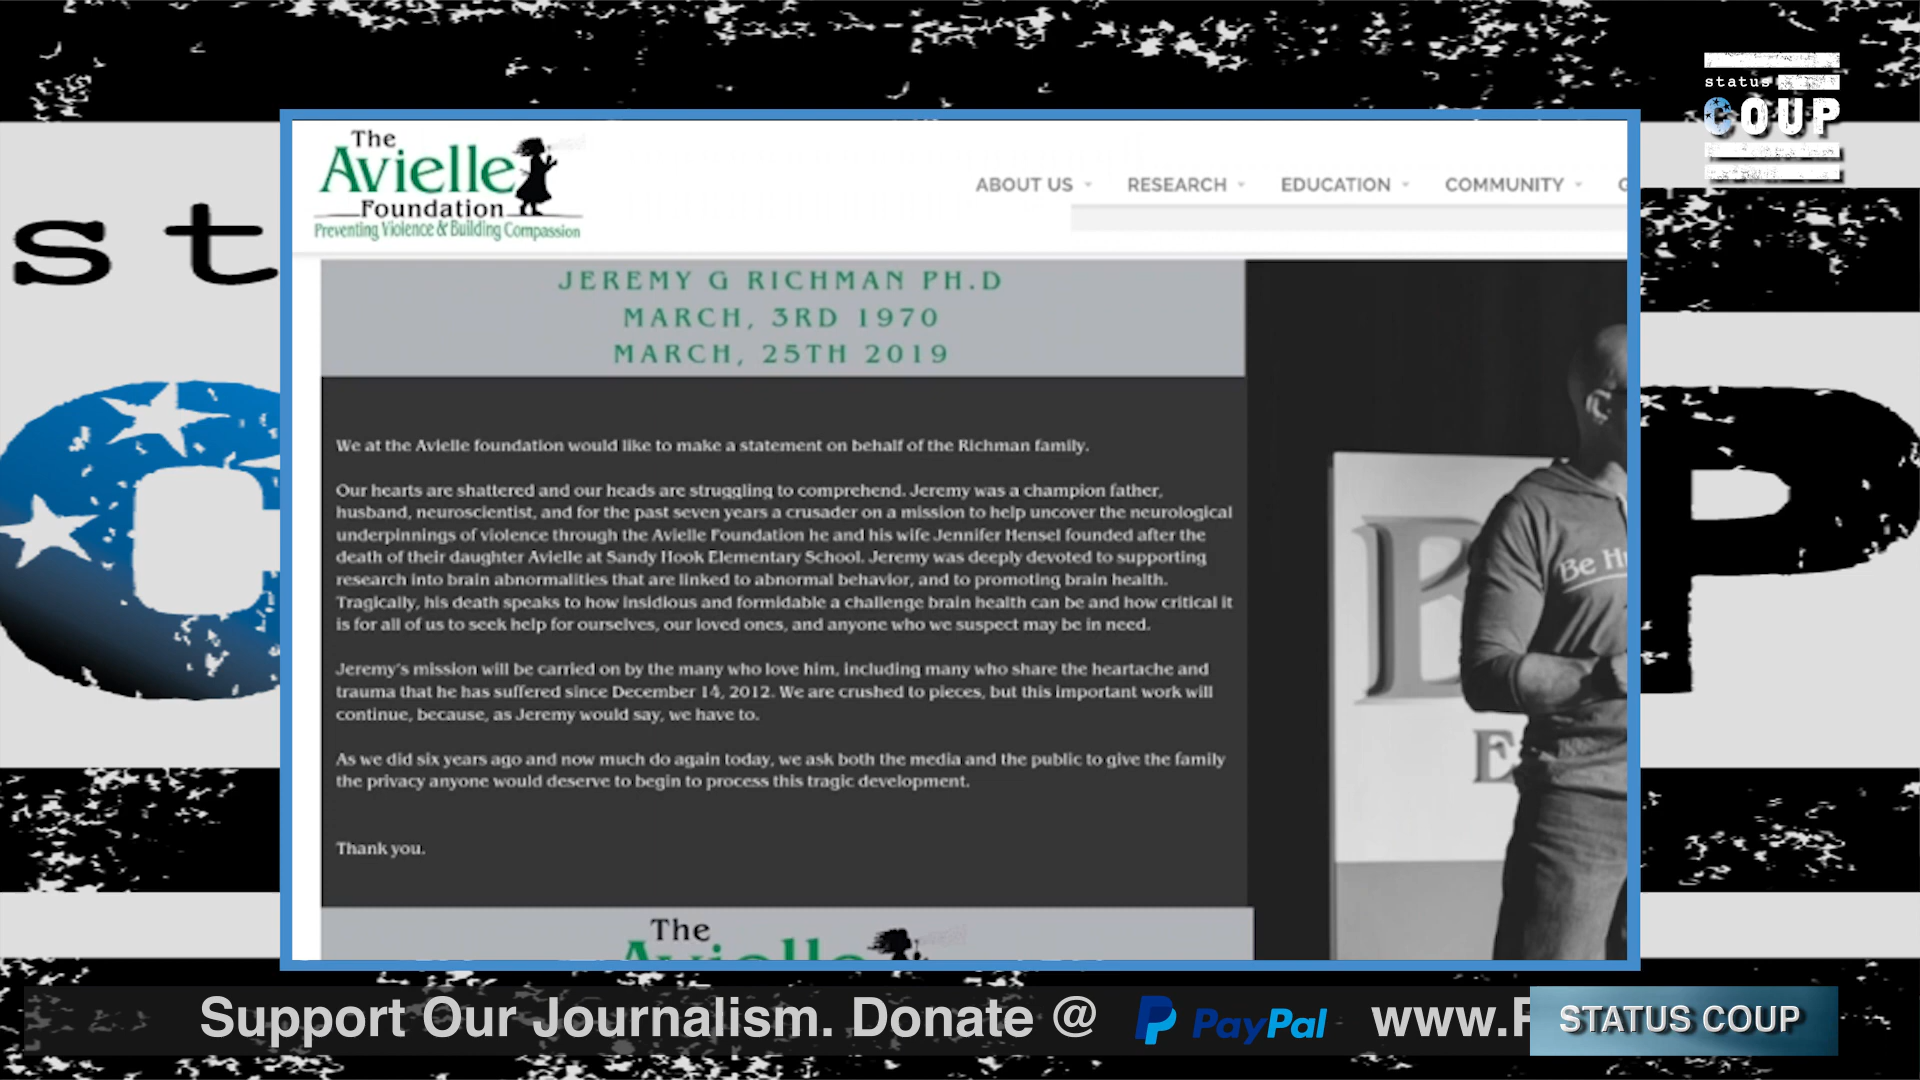 status
COUP
The
Avielle
Foundation
Preventing Violence & Building Compassion
ABOUT US RESEARCH EDUCATION COMMUNITY
st
JEREMY G RICHMAN PH.D
MARCH, 3RD 1970
MARCH, 25TH 2019
We at the Avielle foundation would like to make a statement on behalf of the Richman family.
Our hearts are shattered and our heads are struggling to comprehend. Jeremy was a champion father,
husband, neuroscientist, and for the past seven years a crusader on a mission to help uncover the neurological
underpinnings of violence through the Avielle Foundation he and his wife Jennifer Hensel founded after the
death of their daughter Avielle at Sandy Hook Elementary School. Jeremy was deeply devoted to supporting
research into brain abnormalities that are linked to abnormal behavior, and to promoting brain health.
Tragically, his death speaks to how insidious and formidable a challenge brain health can be and how critical it
is for all of us to seek help for ourselves, our loved ones, and anyone who we suspect may be in need.
Jeremy's mission will be carried on by the many who love him, including many who share the heartache and
trauma that he has suffered since December 14, 2012. We are crushed to pieces, but this important work will
continue, because, as Jeremy would say, we have to.
As we did six years ago and now much do again today, we ask both the media and the public to give the family
the privacy anyone would deserve to begin to process this tragic development.
Thank you.
Be
C P
The
Avielle
Support Our Journalism. Donate @ PayPal www. STATUS COUP